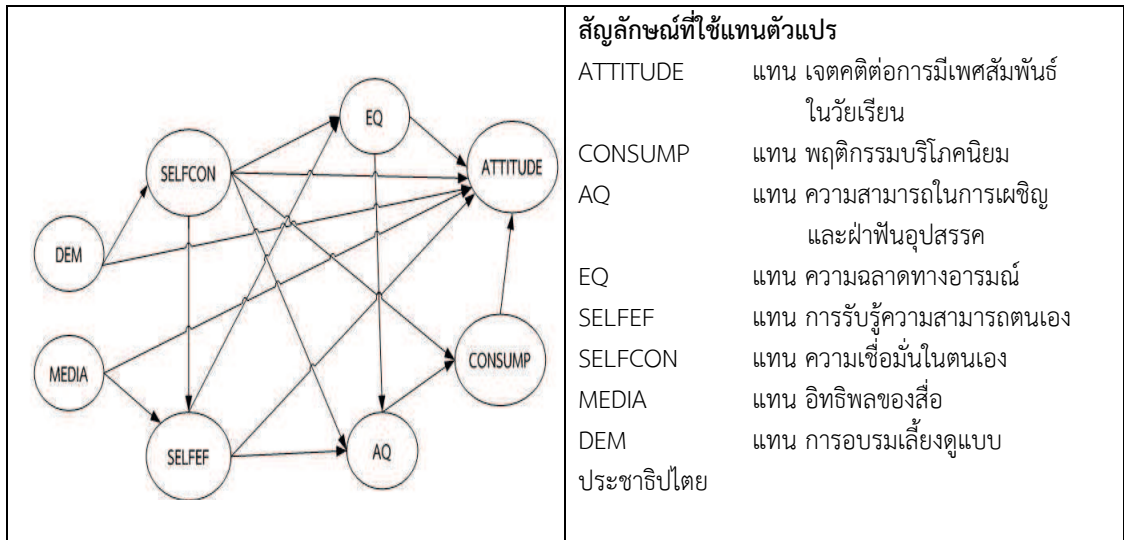 EQ
ATTITUDE
SELFCON
DEM
MEDIA
CONSUMP
SELFEF
AQ
สัญลักษณ์ที่ใช้แทนตัวแปร
ATTITUDE แทน เจตคติต่อการมีเพศสัมพันธ์
ในวัยเรียน
CONSUMP แทน พฤติกรรมบริโภคนิยม
AQ แทน ความสามารถในการเผชิญ
และฝ่าฟันอุปสรรค
EQ แทน ความฉลาดทางอารมณ์
SELFEF แทน การรับรู้ความสามารถตนเอง
SELFCON แทน ความเชื่อมั่นในตนเอง
MEDIA แทน อิทธิพลของสื่อ
DEM แทน การอบรมเลี้ยงดูแบบ
ประชาธิปไตย